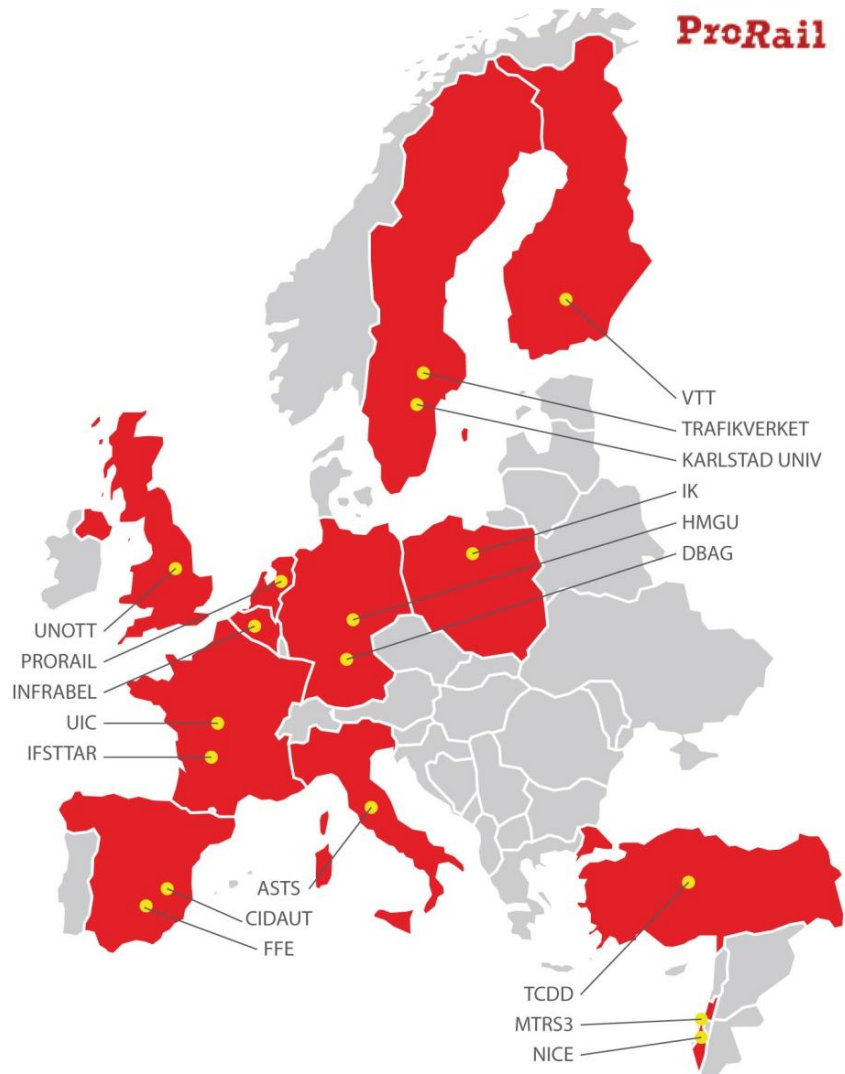 ProRail
VTT
TRAFIKVERKET
KARLSTAD UNIV
IK
HMGU
DBAG
UNOTT
PRORAIL
INFRABEL
UIC
IFSTTAR
ASTS
CIDAUT
FFE
TCDD
MTRS3
NICE